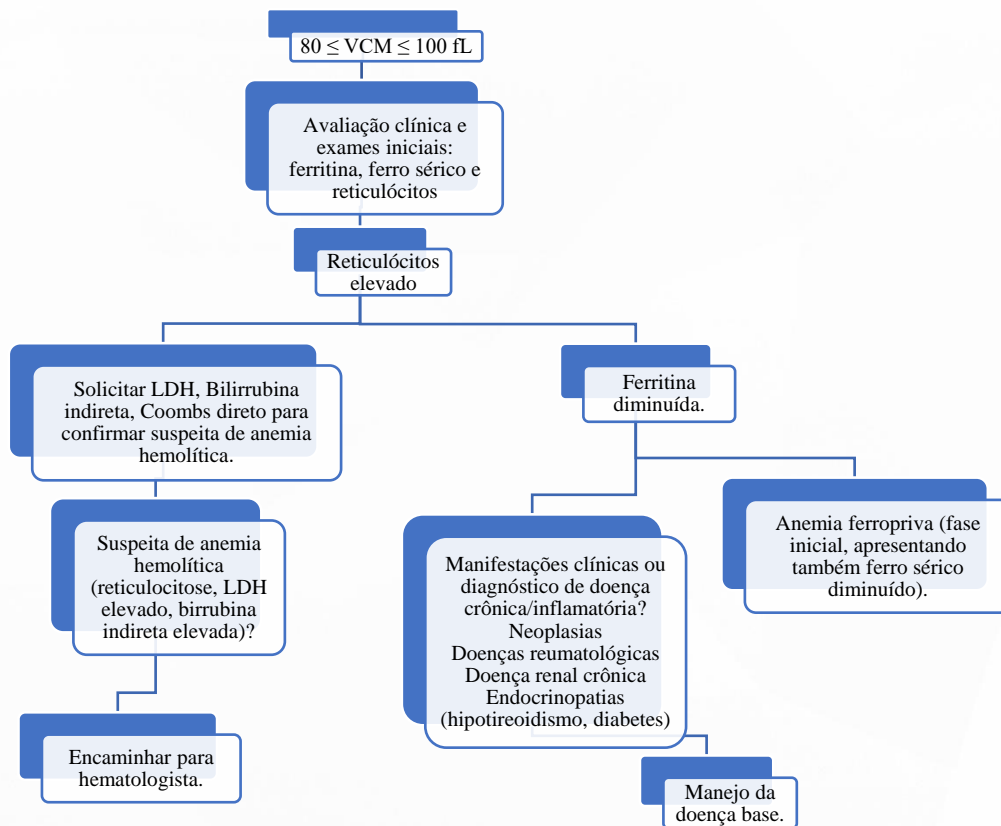 80 ≤ VCM ≤ 100 fL
Avaliação clínica e
exames iniciais:
ferritina, ferro sérico e
reticulócitos
Reticulócitos
elevado
Solicitar LDH, Bilirrubina
indireta, Coombs direto para
confirmar suspeita de anemia
hemolítica.
Ferritina
diminuída.
Suspeita de anemia
hemolítica
(reticulocitose, LDH
elevado, birrubina
indireta elevada)?
Manifestações clínicas ou
diagnóstico de doença
crônica/inflamatória?
Neoplasias
Doenças reumatológicas
Doença renal crônica
Endocrinopatias
(hipotireoidismo, diabetes)
Anemia ferropriva (fase
inicial, apresentando
também ferro sérico
diminuído).
Encaminhar para
hematologista.
Manejo da
doença base.